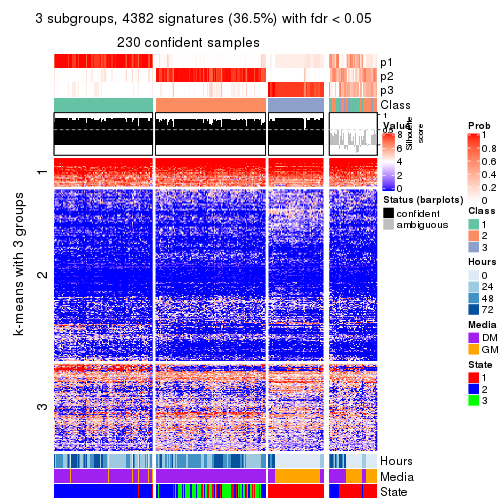 3 subgroups, 4382 signatures (36.5%) with fdr < 0.05
230 confident samples
p1
p2
p3
Class
1
Silhouette
score
k-means with 3 groups
1
2
3
Hours
Media
State
Value
8
6
4
2
0
Status (barplots)
confident
ambiguous
Prob
1
0.8
0.6
0.4
0.2
0
Class
1
2
3
Hours
0
24
48
72
Media
DM
GM
State
1
2
3